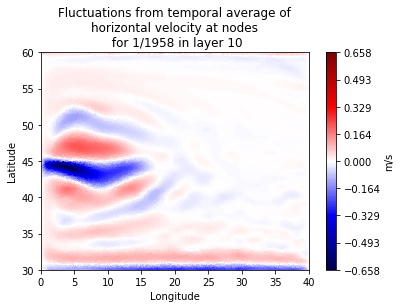 Fluctuations from temporal average of
horizontal velocity at nodes
for 1/1958 in layer 10
60
55
50
45
40
35
30
Latitude
0 5 10 15 20 25 30 35 40
Longitude
0.658
0.493
0.329
0.164
0.000
-0.164
-0.329
-0.493
-0.658
m/s